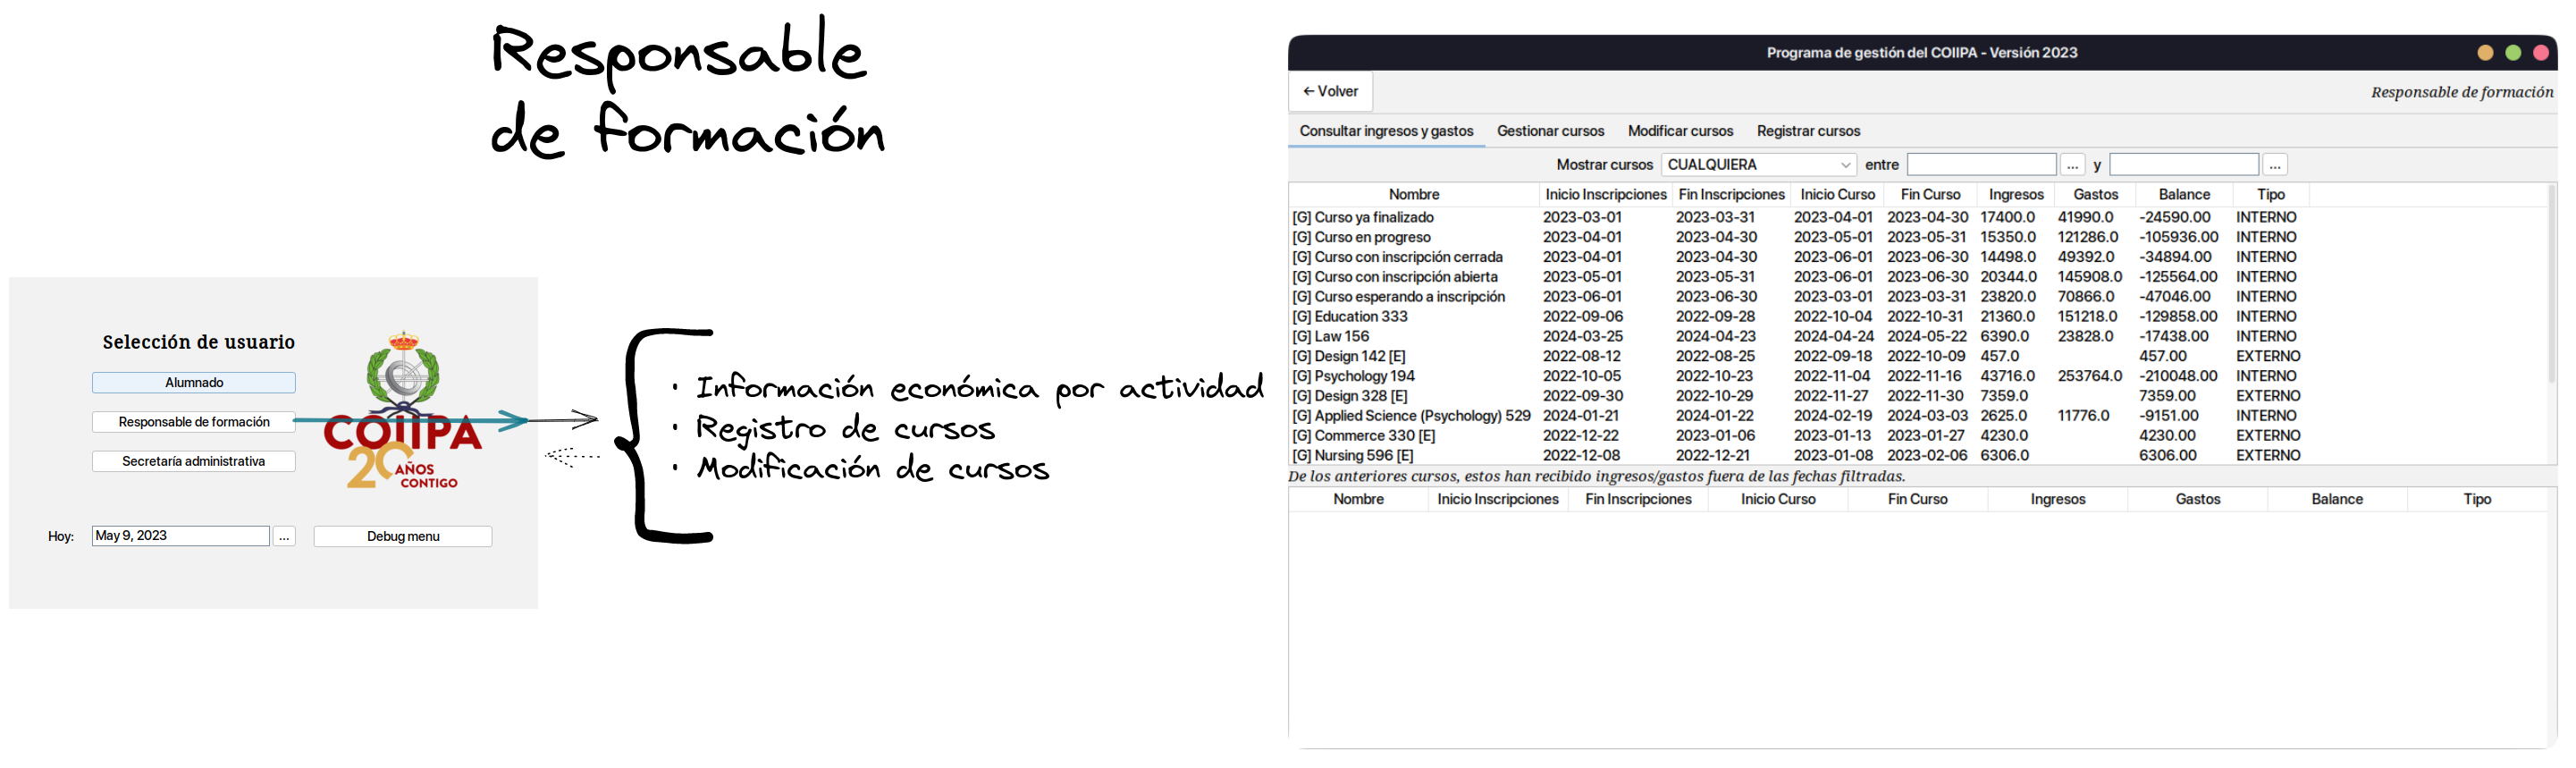 Responsable
de formación
Selección de usuario
Alumnado
Responsable de formación
Secretaría administrativa
Hoy: May 9, 2023 ... Debug menu
COIIPA
20 AÑOS
CONTIGO
· Información económica por actividad
· Registro de cursos
· Modificación de cursos
Programa de gestión del COIIPA - Versión 2023
← Volver Responsable de formación
Consultar ingresos y gastos Gestionar cursos Modificar cursos Registrar cursos
Mostrar cursos CUALQUIERA entre ... y ...
Nombre Inicio Inscripciones Fin Inscripciones Inicio Curso Fin Curso Ingresos Gastos Balance Tipo
[G] Curso ya finalizado 2023-03-01 2023-03-31 2023-04-01 2023-04-30 17400.0 41990.0 -24590.00 INTERNO
[G] Curso en progreso 2023-04-01 2023-04-30 2023-05-01 2023-05-31 15350.0 121286.0 -105936.00 INTERNO
[G] Curso con inscripción cerrada 2023-04-01 2023-04-30 2023-06-01 2023-06-30 14498.0 49392.0 -34894.00 INTERNO
[G] Curso con inscripción abierta 2023-05-01 2023-05-31 2023-06-01 2023-06-30 20344.0 145908.0 -125564.00 INTERNO
[G] Curso esperando a inscripción 2023-06-01 2023-06-30 2023-03-01 2023-03-31 23820.0 70866.0 -47046.00 INTERNO
[G] Education 333 2022-09-06 2022-09-28 2022-10-04 2022-10-31 21360.0 151218.0 -129858.00 INTERNO
[G] Law 156 2024-03-25 2024-04-23 2024-04-24 2024-05-22 6390.0 23828.0 -17438.00 INTERNO
[G] Design 142 [E] 2022-08-12 2022-08-25 2022-09-18 2022-10-09 457.0 457.00 EXTERNO
[G] Psychology 194 2022-10-05 2022-10-23 2022-11-04 2022-11-16 43716.0 253764.0 -210048.00 INTERNO
[G] Design 328 [E] 2022-09-30 2022-10-29 2022-11-27 2022-11-30 7359.0 7359.00 EXTERNO
[G] Applied Science (Psychology) 529 2024-01-21 2024-01-22 2024-02-19 2024-03-03 2625.0 11776.0 -9151.00 INTERNO
[G] Commerce 330 [E] 2022-12-22 2023-01-06 2023-01-13 2023-01-27 4230.0 4230.00 EXTERNO
[G] Nursing 596 [E] 2022-12-08 2022-12-21 2023-01-08 2023-02-06 6306.0 6306.00 EXTERNO
De los anteriores cursos, estos han recibido ingresos/gastos fuera de las fechas filtradas.
Nombre Inicio Inscripciones Fin Inscripciones Inicio Curso Fin Curso Ingresos Gastos Balance Tipo